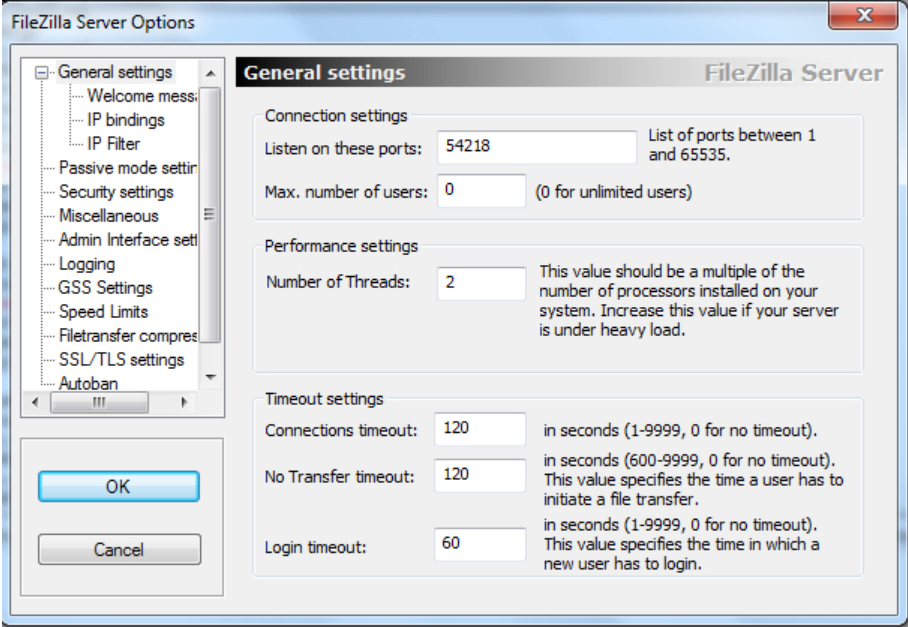 FileZilla Server Options
x
General settings
Welcome messa
IP bindings
IP Filter
Passive mode settin
Security settings
Miscellaneous
Admin Interface sett
Logging
GSS Settings
Speed Limits
Filetransfer compres
SSL/TLS settings
Autoban
OK
Cancel
General settings FileZilla Server
Connection settings
Listen on these ports: 54218 List of ports between 1
and 65535.
Max. number of users: 0 (0 for unlimited users)
Performance settings
Number of Threads: 2 This value should be a multiple of the
number of processors installed on your
system. Increase this value if your server
is under heavy load.
Timeout settings
Connections timeout: 120 in seconds (1-9999, 0 for no timeout).
No Transfer timeout: 120 in seconds (600-9999, 0 for no timeout).
This value specifies the time a user has to
initiate a file transfer.
Login timeout: 60 in seconds (1-9999, 0 for no timeout).
This value specifies the time in which a
new user has to login.